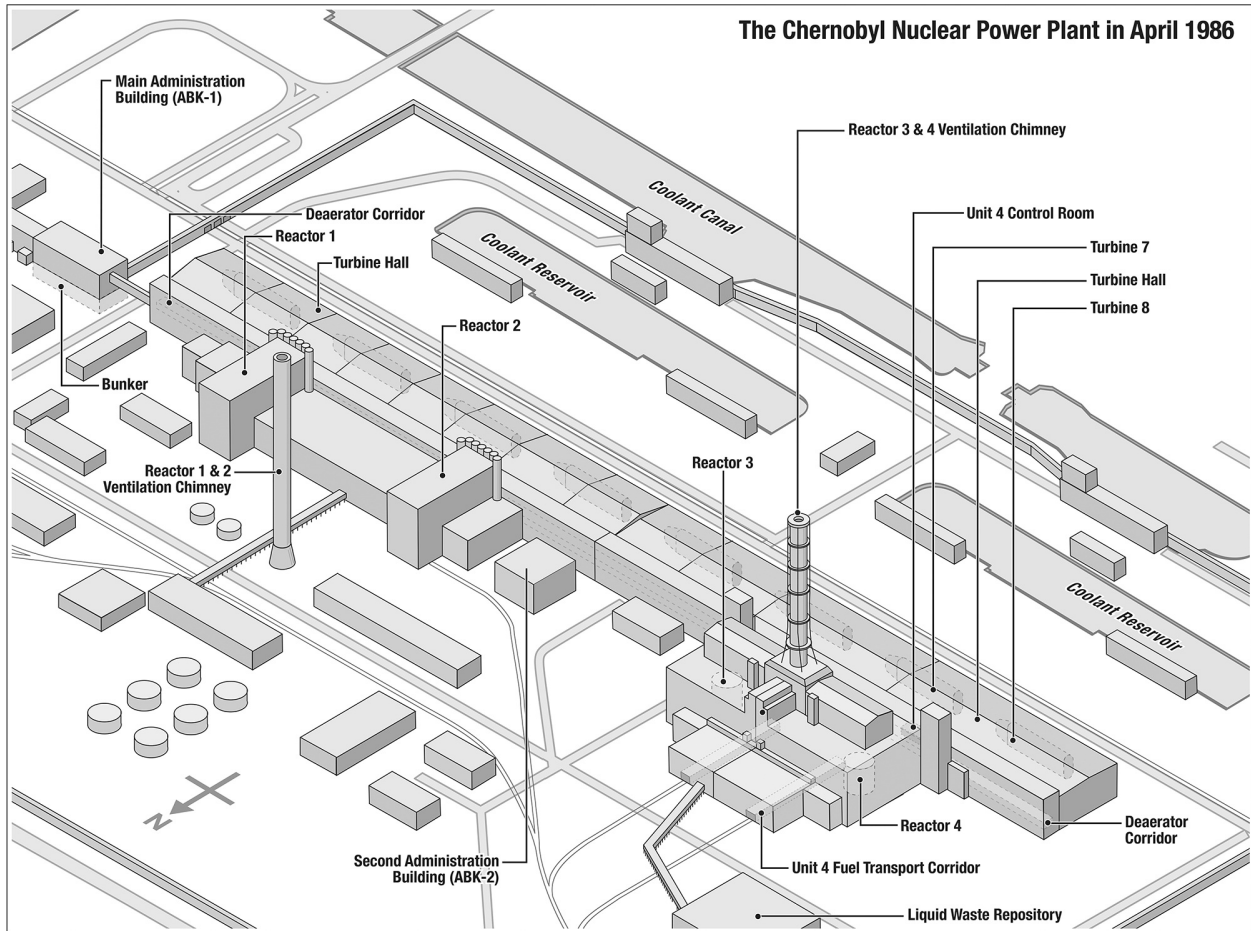 The Chernobyl Nuclear Power Plant in April 1986
Main Administration
Building (ABK-1)
Reactor 3 & 4 Ventilation Chimney
Coolant Canal
Deaerator Corridor
Unit 4 Control Room
Reactor 1
Coolant Reservoir
Turbine 7
Turbine Hall
Turbine Hall
Turbine 8
Reactor 2
Bunker
Reactor 3
Reactor 1 & 2
Ventilation Chimney
Coolant Reservoir
N
Reactor 4
Deaerator
Corridor
Second Administration
Building (ABK-2)
Unit 4 Fuel Transport Corridor
Liquid Waste Repository